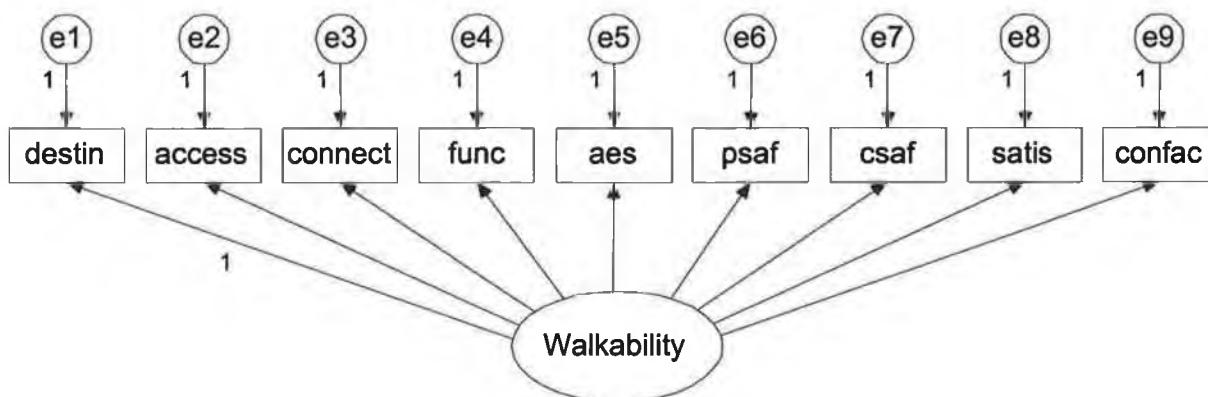 e1 e2 e3 e4 e5 e6 e7 e8 e9
1 1 1 1 1 1 1 1 1
destin access connect func aes psaf csaf satis confac
1
Walkability